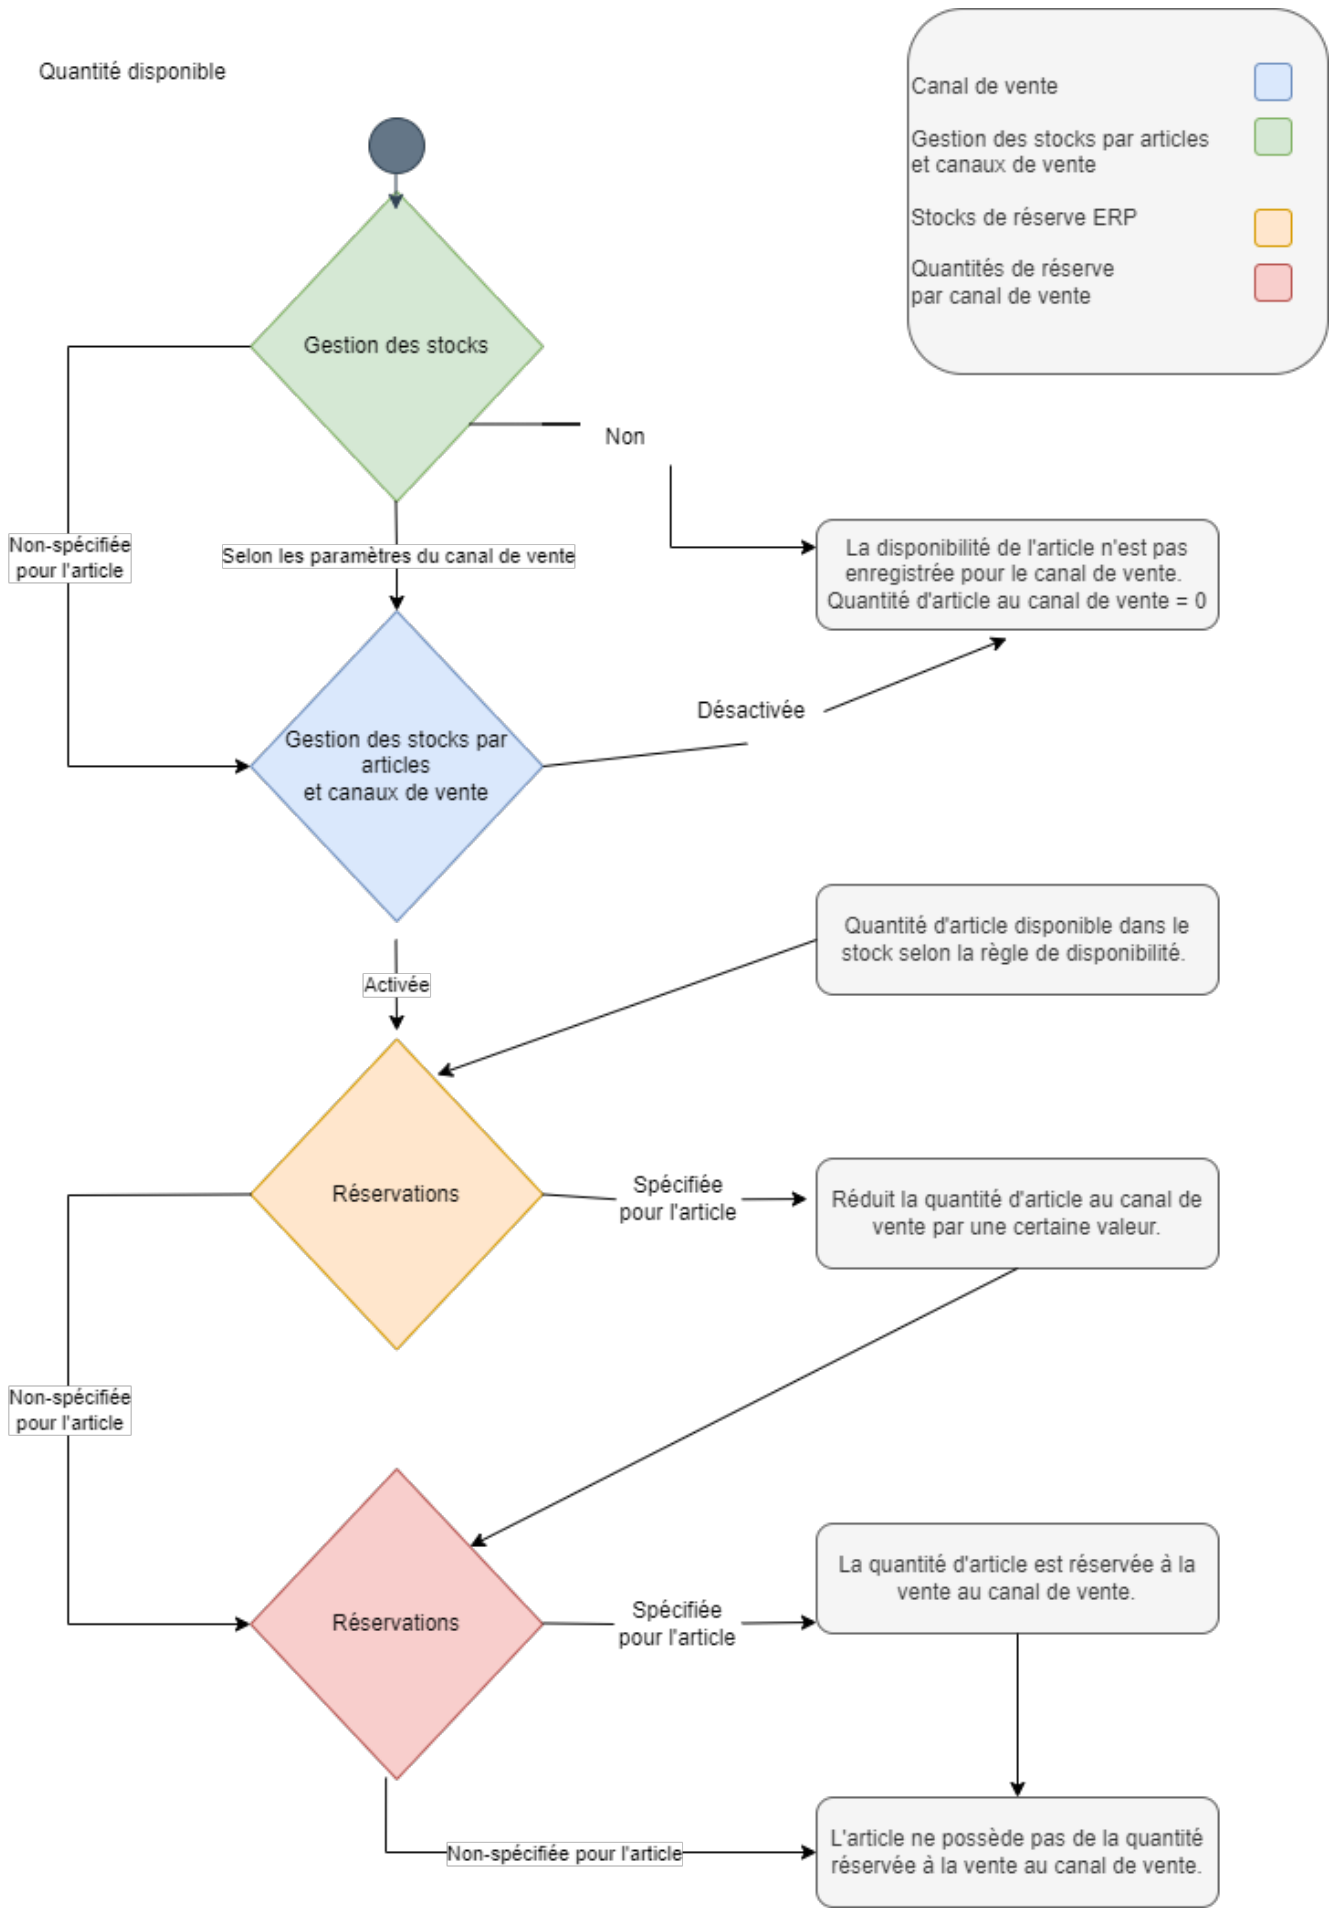 Quantité disponible
Canal de vente
Gestion des stocks par articles
et canaux de vente
Stocks de réserve ERP
Quantités de réserve
par canal de vente
Gestion des stocks
Non
Non-spécifiée
pour l'article
Selon les paramètres du canal de vente
La disponibilité de l'article n'est pas
enregistrée pour le canal de vente.
Quantité d'article au canal de vente = 0
Gestion des stocks par
articles
et canaux de vente
Désactivée
Quantité d'article disponible dans le
stock selon la règle de disponibilité.
Activée
Réservations
Spécifiée
pour l'article
Réduit la quantité d'article au canal de
vente par une certaine valeur.
Non-spécifiée
pour l'article
Réservations
Spécifiée
pour l'article
La quantité d'article est réservée à la
vente au canal de vente.
Non-spécifiée pour l'article
L'article ne possède pas de la quantité
réservée à la vente au canal de vente.